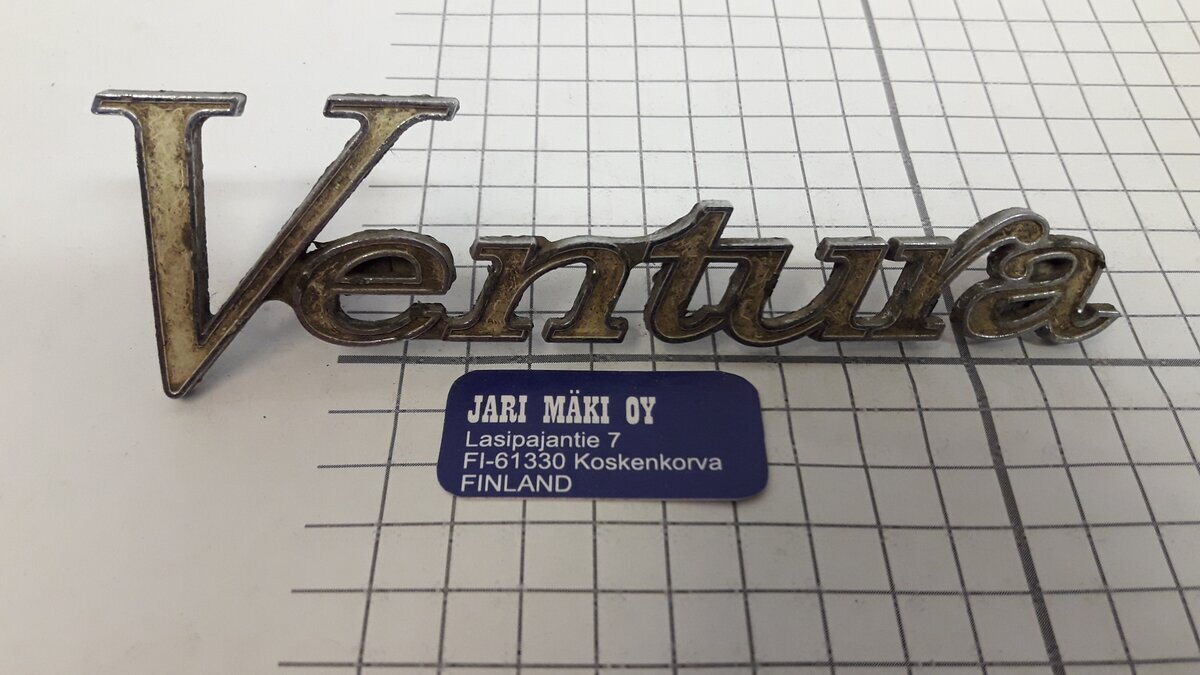 Ventura
JARI MÄKI OY
Lasipajantie 7
FI-61330 Koskenkorva
FINLAND